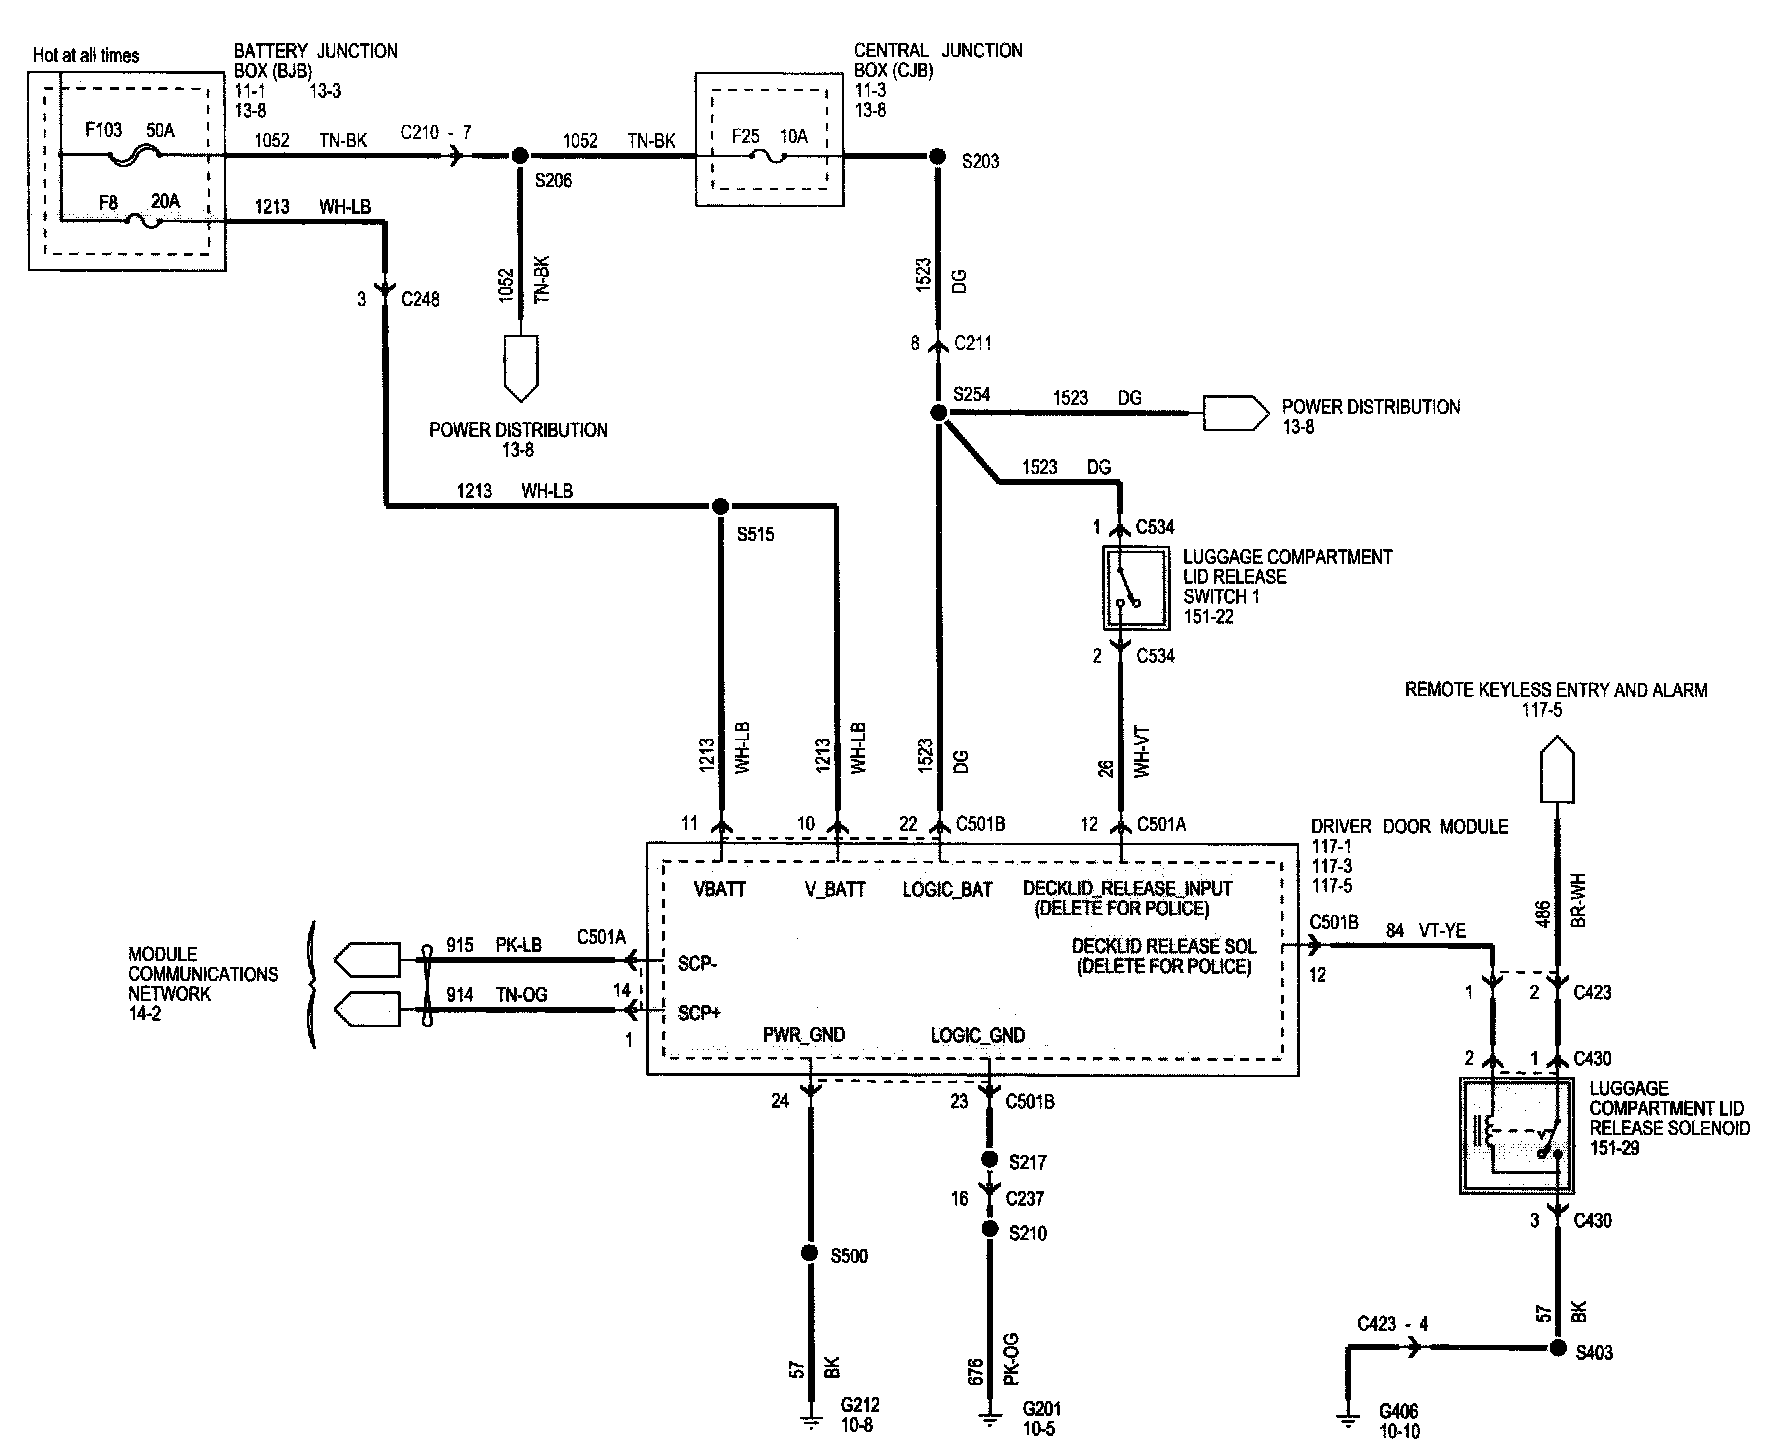 Hot at all times
BATTERY JUNCTION
BOX (BJB)
11-1 13-3
13-8
F103 50A
F8 20A
1052 TN-BK
C210 - 7
S206
1052 TN-BK
CENTRAL JUNCTION
BOX (CJB)
11-3
13-8
F25 10A
S203
1213 WH-LB
3 C248
1052 TN-BK
POWER DISTRIBUTION
13-8
1523 DG
8 C211
S254
1523 DG
POWER DISTRIBUTION
13-8
1523 DG
1213 WH-LB
S515
1 C534
LUGGAGE COMPARTMENT
LID RELEASE
SWITCH 1
151-22
2 C534
REMOTE KEYLESS ENTRY AND ALARM
117-5
1213 WH-LB
1213 WH-LB
1523 DG
26 WH-VT
11
10
22 C501B
12 C501A
DRIVER DOOR MODULE
117-1
117-3
117-5
VBATT
V_BATT
LOGIC_BAT
DECKLID_RELEASE_INPUT
(DELETE FOR POLICE)
DECKLID RELEASE SOL
(DELETE FOR POLICE)
C501B
12
84 VT-YE
486 BR-WH
MODULE
COMMUNICATIONS
NETWORK
14-2
915 PK-LB
C501A
14
SCP-
914 TN-OG
1
SCP+
PWR_GND
LOGIC_GND
1
2 C423
2
1 C430
LUGGAGE
COMPARTMENT LID
RELEASE SOLENOID
151-29
24
23 C501B
S217
16 C237
S210
S500
3 C430
57 BK
676 PK-OG
57 BK
C423 - 4
S403
G212
10-8
G201
10-5
G406
10-10